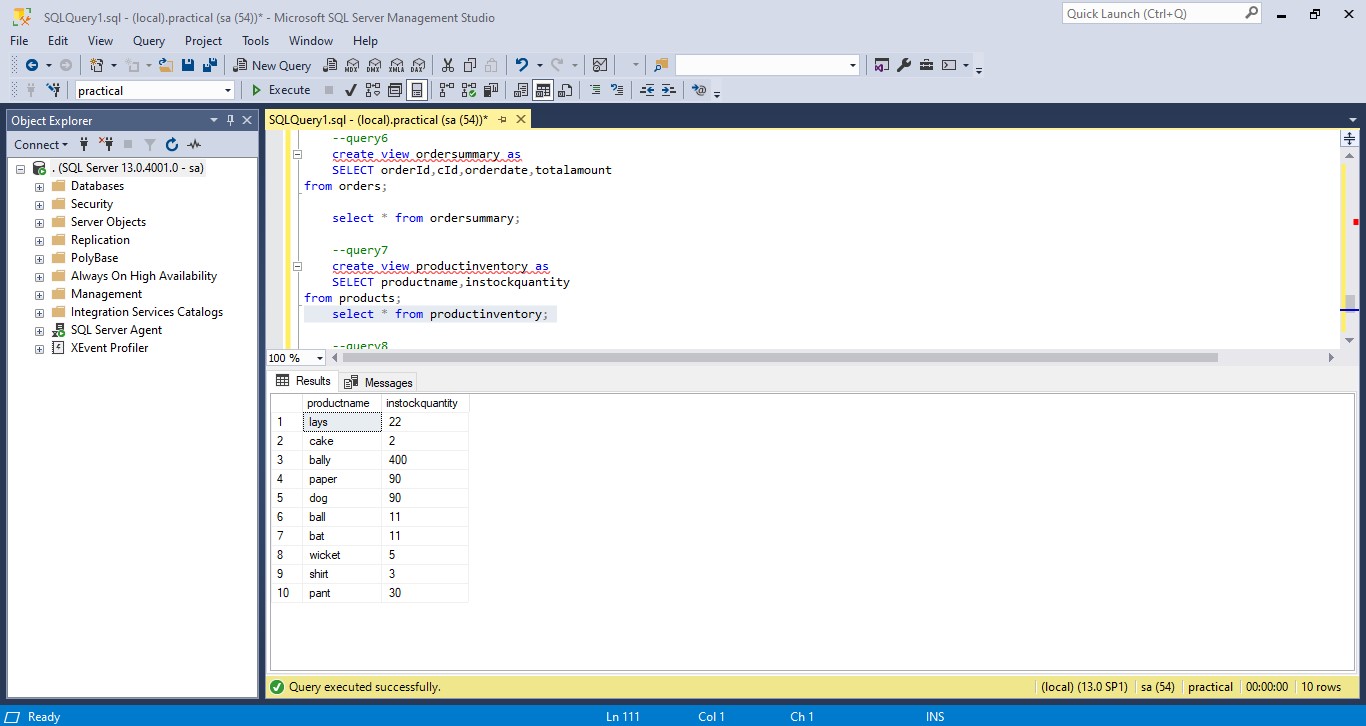 SQLQuery1.sql - (local).practical (sa (54))* - Microsoft SQL Server Management Studio
Quick Launch (Ctrl+Q)
File Edit View Query Project Tools Window Help
New Query MDX DMX XMLA DAX
practical Execute
Object Explorer
Connect
. (SQL Server 13.0.4001.0 - sa)
Databases
Security
Server Objects
Replication
PolyBase
Always On High Availability
Management
Integration Services Catalogs
SQL Server Agent
XEvent Profiler
SQLQuery1.sql - (local).practical (sa (54))*
--query6
create view ordersummary as
SELECT orderId,cId,orderdate,totalamount
from orders;
select * from ordersummary;
--query7
create view productinventory as
SELECT productname,instockquantity
from products;
select * from productinventory;
--query8
100 %
Results Messages
productname instockquantity
1 lays 22
2 cake 2
3 bally 400
4 paper 90
5 dog 90
6 ball 11
7 bat 11
8 wicket 5
9 shirt 3
10 pant 30
Query executed successfully. (local) (13.0 SP1) sa (54) practical 00:00:00 10 rows
Ready Ln 111 Col 1 Ch 1 INS